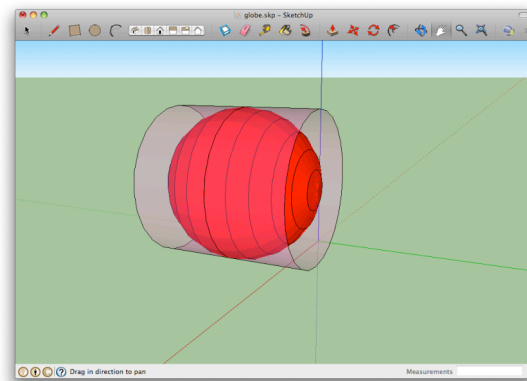 globe.skp – SketchUp
Drag in direction to pan
Measurements